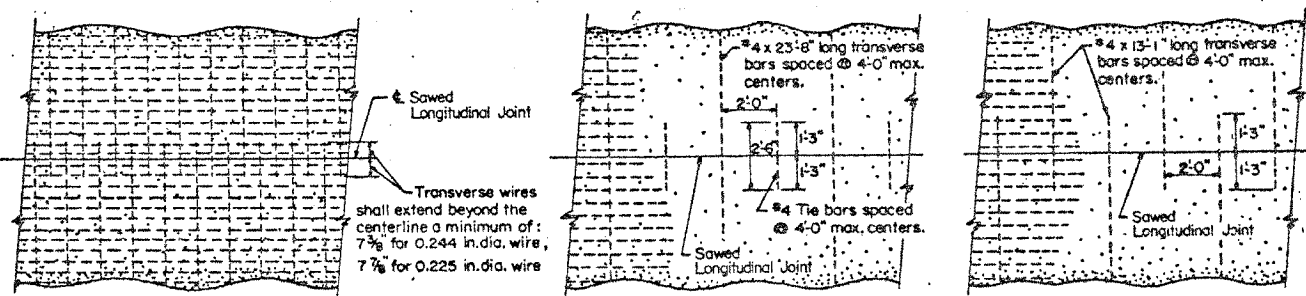 ℄ Sawed
Longitudinal Joint
Transverse wires
shall extend beyond the
centerline a minimum of:
7 3/8" for 0.244 in.dia. wire,
7 7/8" for 0.225 in.dia. wire
#4 x 23'-8" long transverse
bars spaced @ 4'-0" max.
centers.
2'-0"
2'-6"
1'-3"
1'-3"
#4 Tie bars spaced
@ 4'-0" max. centers.
Sawed
Longitudinal Joint
#4 x 13'-1" long transverse
bars spaced @ 4'-0" max.
centers.
1'-3"
1'-3"
2'-0"
Sawed
Longitudinal Joint